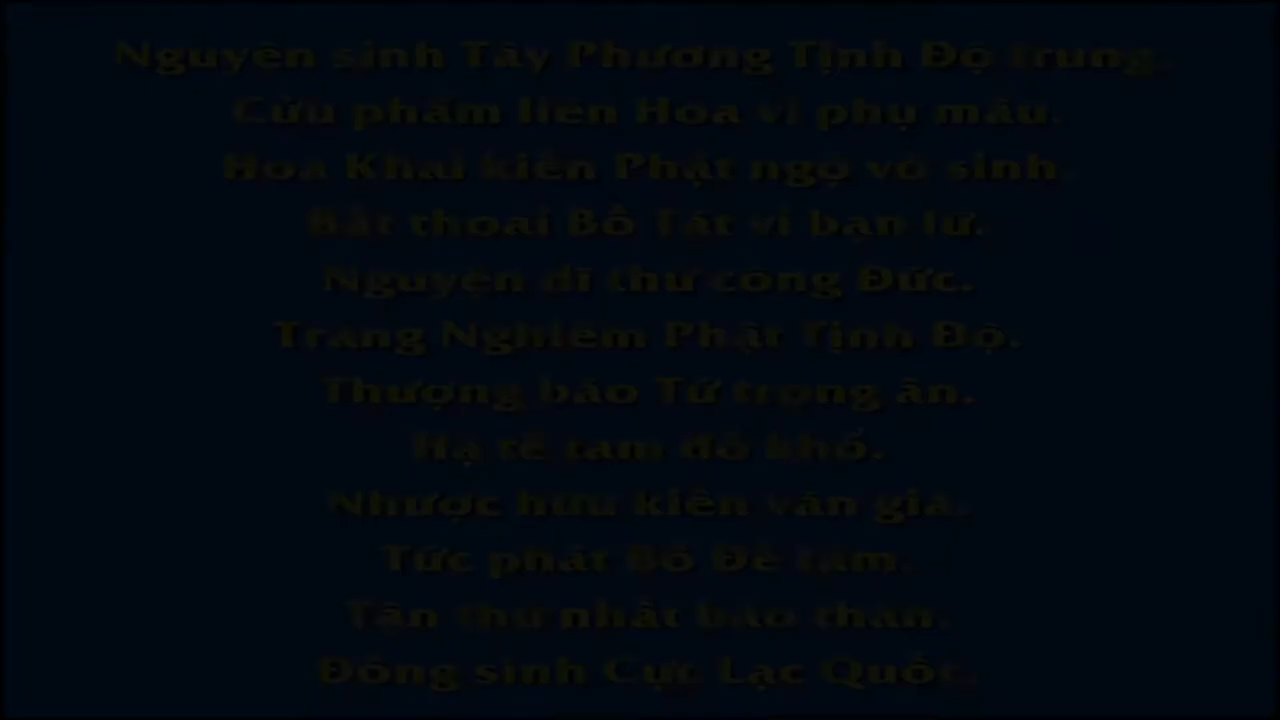 Nguyện sinh Tây Phương Tịnh Độ trung.
Cửu phẩm liên Hoa vi phụ mẫu.
Hoa Khai kiến Phật ngộ vô sinh.
Bất thoái Bồ Tát vi bạn lữ.
Nguyện dĩ thử công Đức.
Trang Nghiêm Phật Tịnh Độ.
Thượng báo Tứ trọng ân.
Hạ tế tam đồ khổ.
Nhược hữu kiến văn giả.
Tức phát Bồ Đề tâm.
Tận thử nhất báo thân.
Đồng sinh Cực Lạc Quốc.